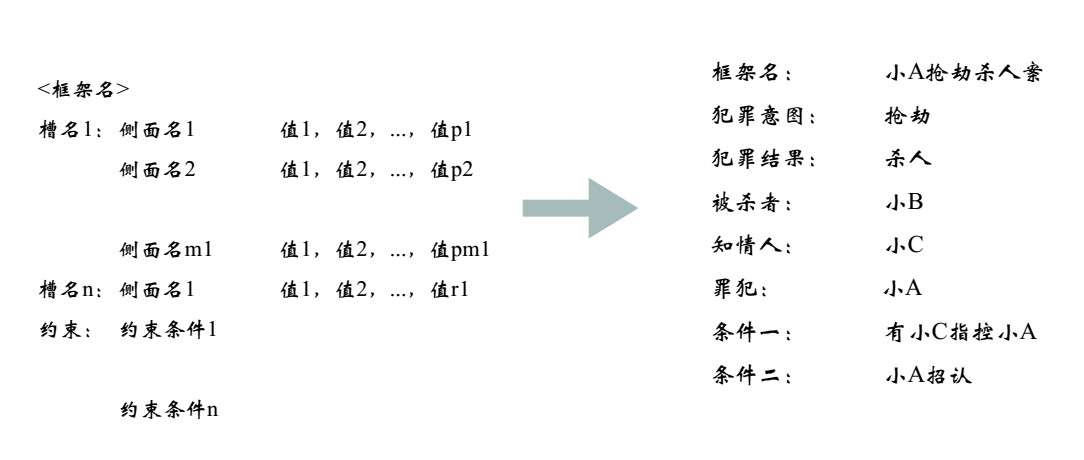 <框架名>
槽名1：侧面名1 值1，值2，...，值p1
侧面名2 值1，值2，...，值p2
侧面名m1 值1，值2，...，值pm1
槽名n：侧面名1 值1，值2，...，值r1
约束：约束条件1
约束条件n
框架名： 小A抢劫杀人案
犯罪意图： 抢劫
犯罪结果： 杀人
被杀者： 小B
知情人： 小C
罪犯： 小A
条件一： 有小C指控小A
条件二： 小A招认